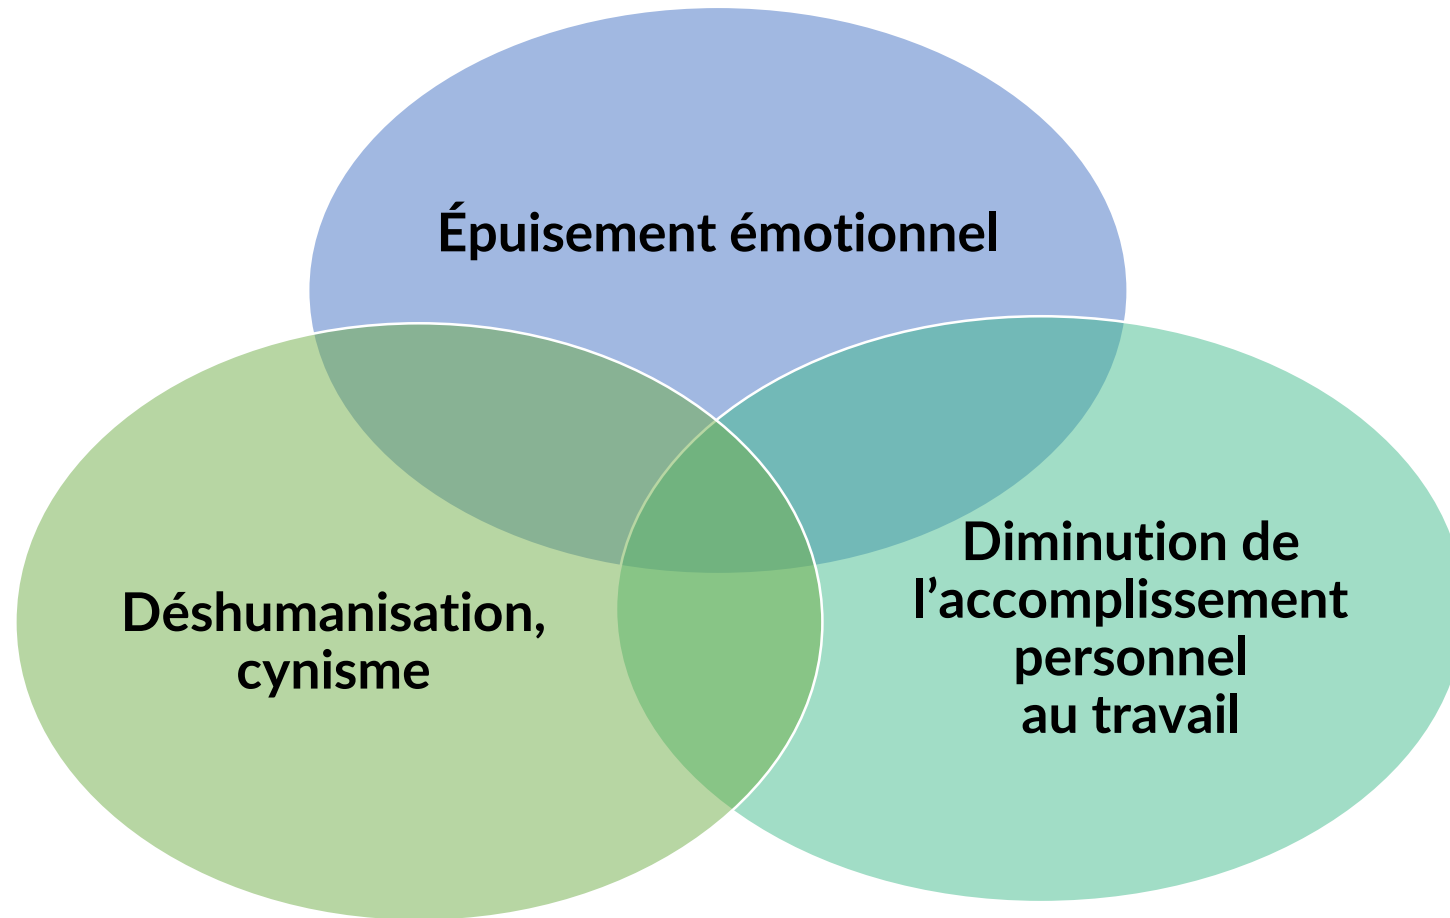 Épuisement émotionnel
Déshumanisation,
cynisme
Diminution de
l’accomplissement
personnel
au travail